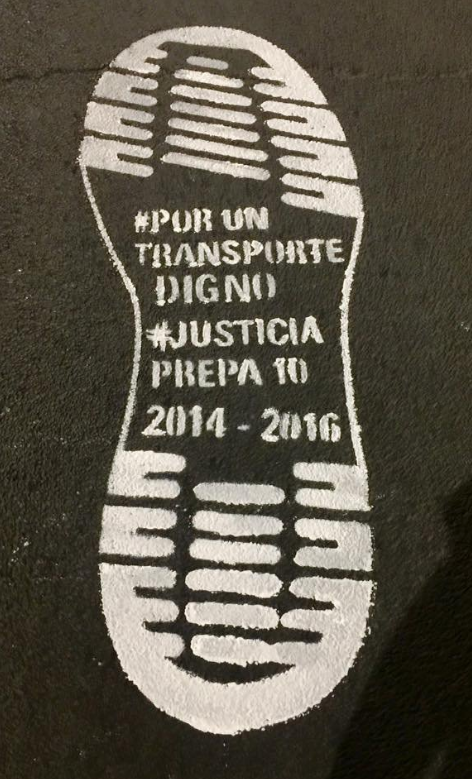 #POR UN
TRANSPORTE
DIGNO
#JUSTICIA
PREPA 10
2014 - 2016